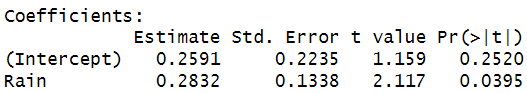 Coefficients:
Estimate Std. Error t value Pr(>|t|)
(Intercept) 0.2591 0.2235 1.159 0.2520
Rain 0.2832 0.1338 2.117 0.0395